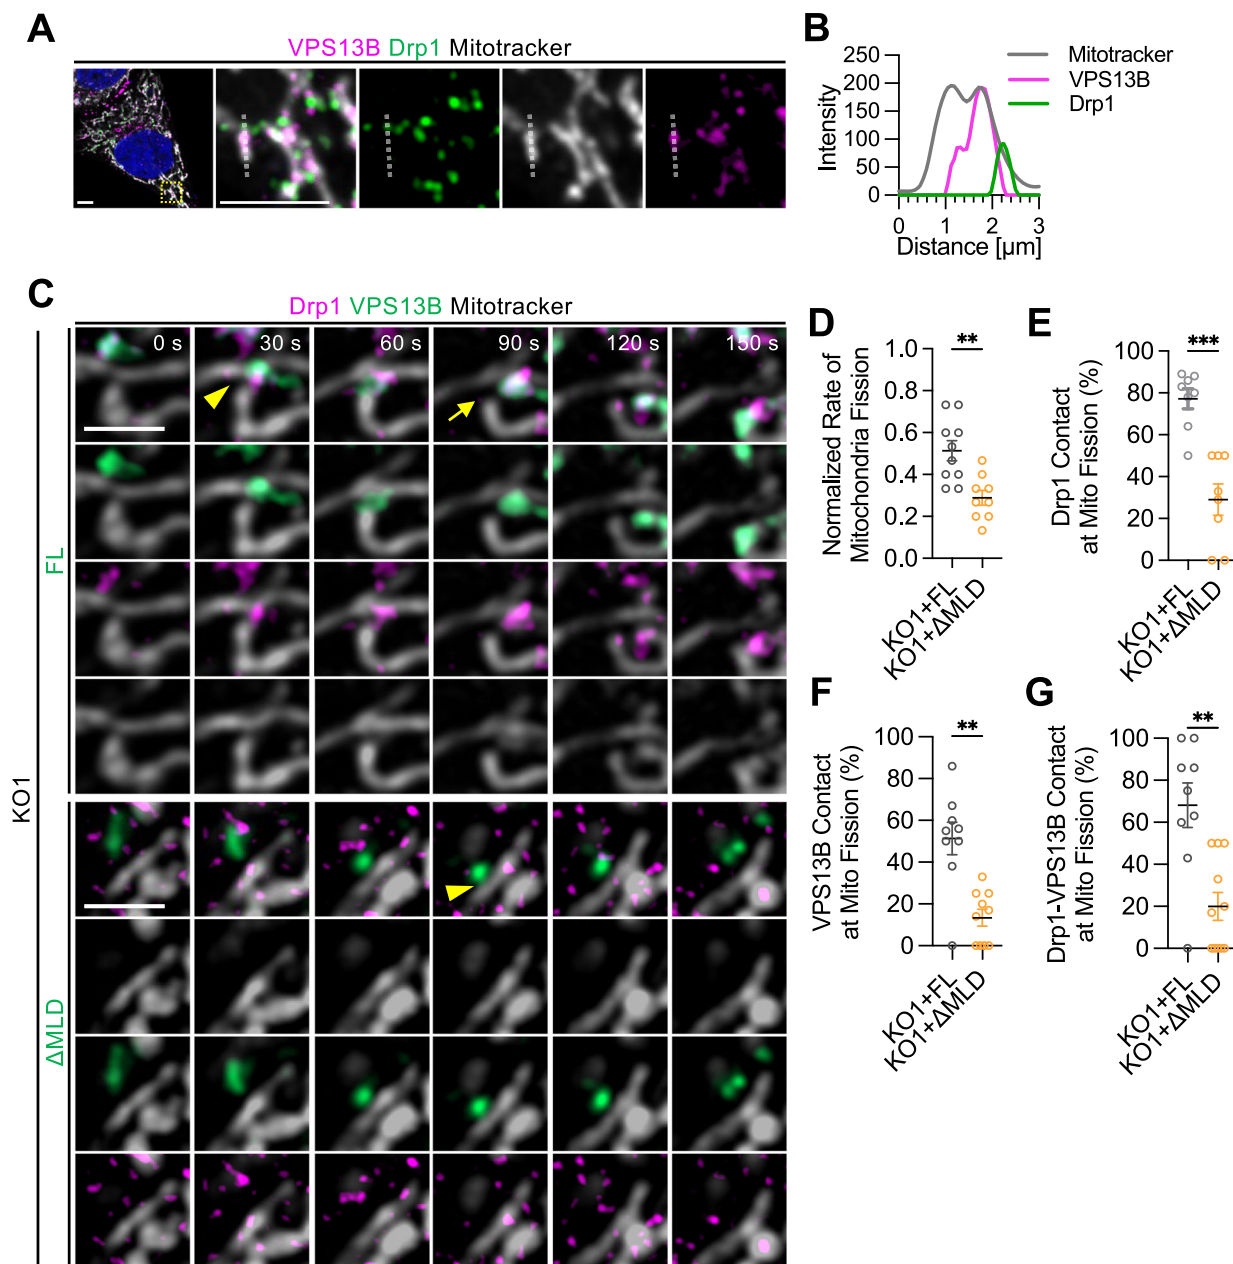 A
VPS13B Drp1 Mitotracker
B
250
200
150
100
50
0
Intensity
0 1 2 3
Distance [µm]
Mitotracker
VPS13B
Drp1
C
Drp1 VPS13B Mitotracker
0 s 30 s 60 s 90 s 120 s 150 s
KO1
FL
ΔMLD
D
**
1.0
0.8
0.6
0.4
0.2
0.0
Normalized Rate of
Mitochondria Fission
KO1+FL
KO1+ΔMLD
E
***
100
80
60
40
20
0
Drp1 Contact
at Mito Fission (%)
KO1+FL
KO1+ΔMLD
F
**
100
80
60
40
20
0
VPS13B Contact
at Mito Fission (%)
KO1+FL
KO1+ΔMLD
G
**
100
80
60
40
20
0
Drp1-VPS13B Contact
at Mito Fission (%)
KO1+FL
KO1+ΔMLD